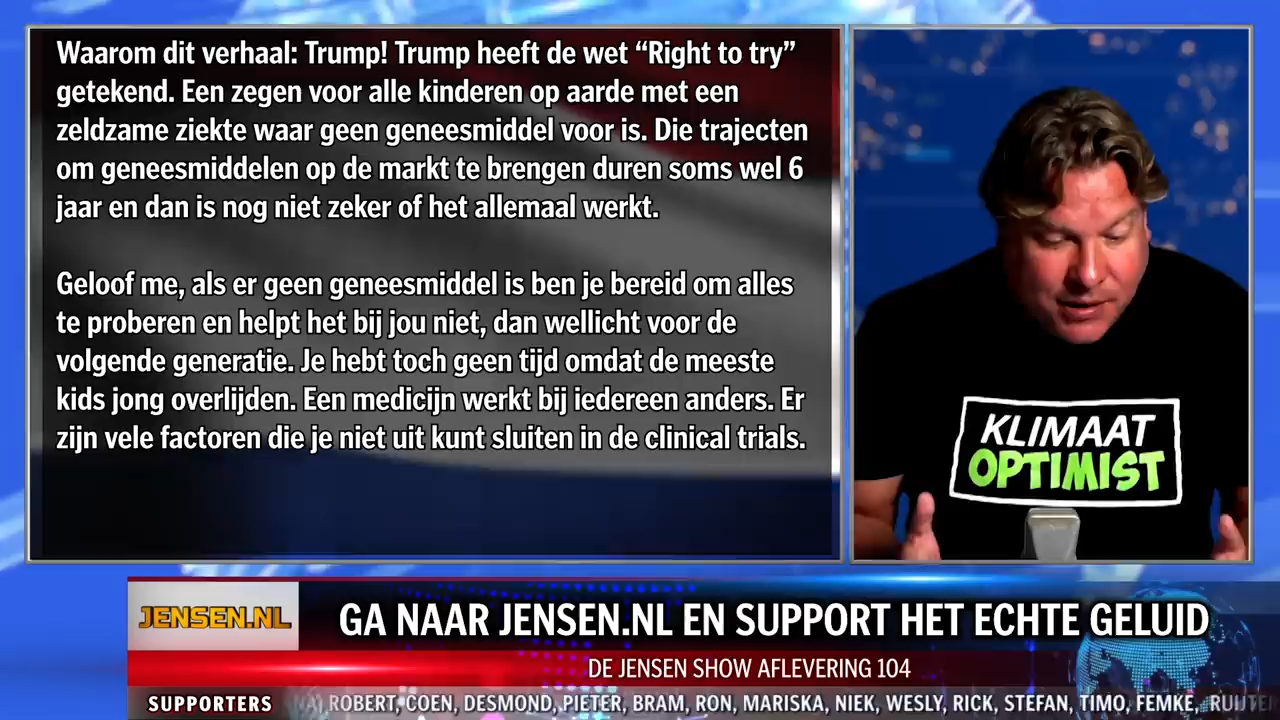 Waarom dit verhaal: Trump! Trump heeft de wet “Right to try”
getekend. Een zegen voor alle kinderen op aarde met een
zeldzame ziekte waar geen geneesmiddel voor is. Die trajecten
om geneesmiddelen op de markt te brengen duren soms wel 6
jaar en dan is nog niet zeker of het allemaal werkt.
Geloof me, als er geen geneesmiddel is ben je bereid om alles
te proberen en helpt het bij jou niet, dan wellicht voor de
volgende generatie. Je hebt toch geen tijd omdat de meeste
kids jong overlijden. Een medicijn werkt bij iedereen anders. Er
zijn vele factoren die je niet uit kunt sluiten in de clinical trials.
KLIMAAT
OPTIMIST
JENSEN.NL
GA NAAR JENSEN.NL EN SUPPORT HET ECHTE GELUID
DE JENSEN SHOW AFLEVERING 104
SUPPORTERS
ROBERT, COEN, DESMOND, PIETER, BRAM, RON, MARISKA, NIEK, WESLY, RICK, STEFAN, TIMO, FEMKE,